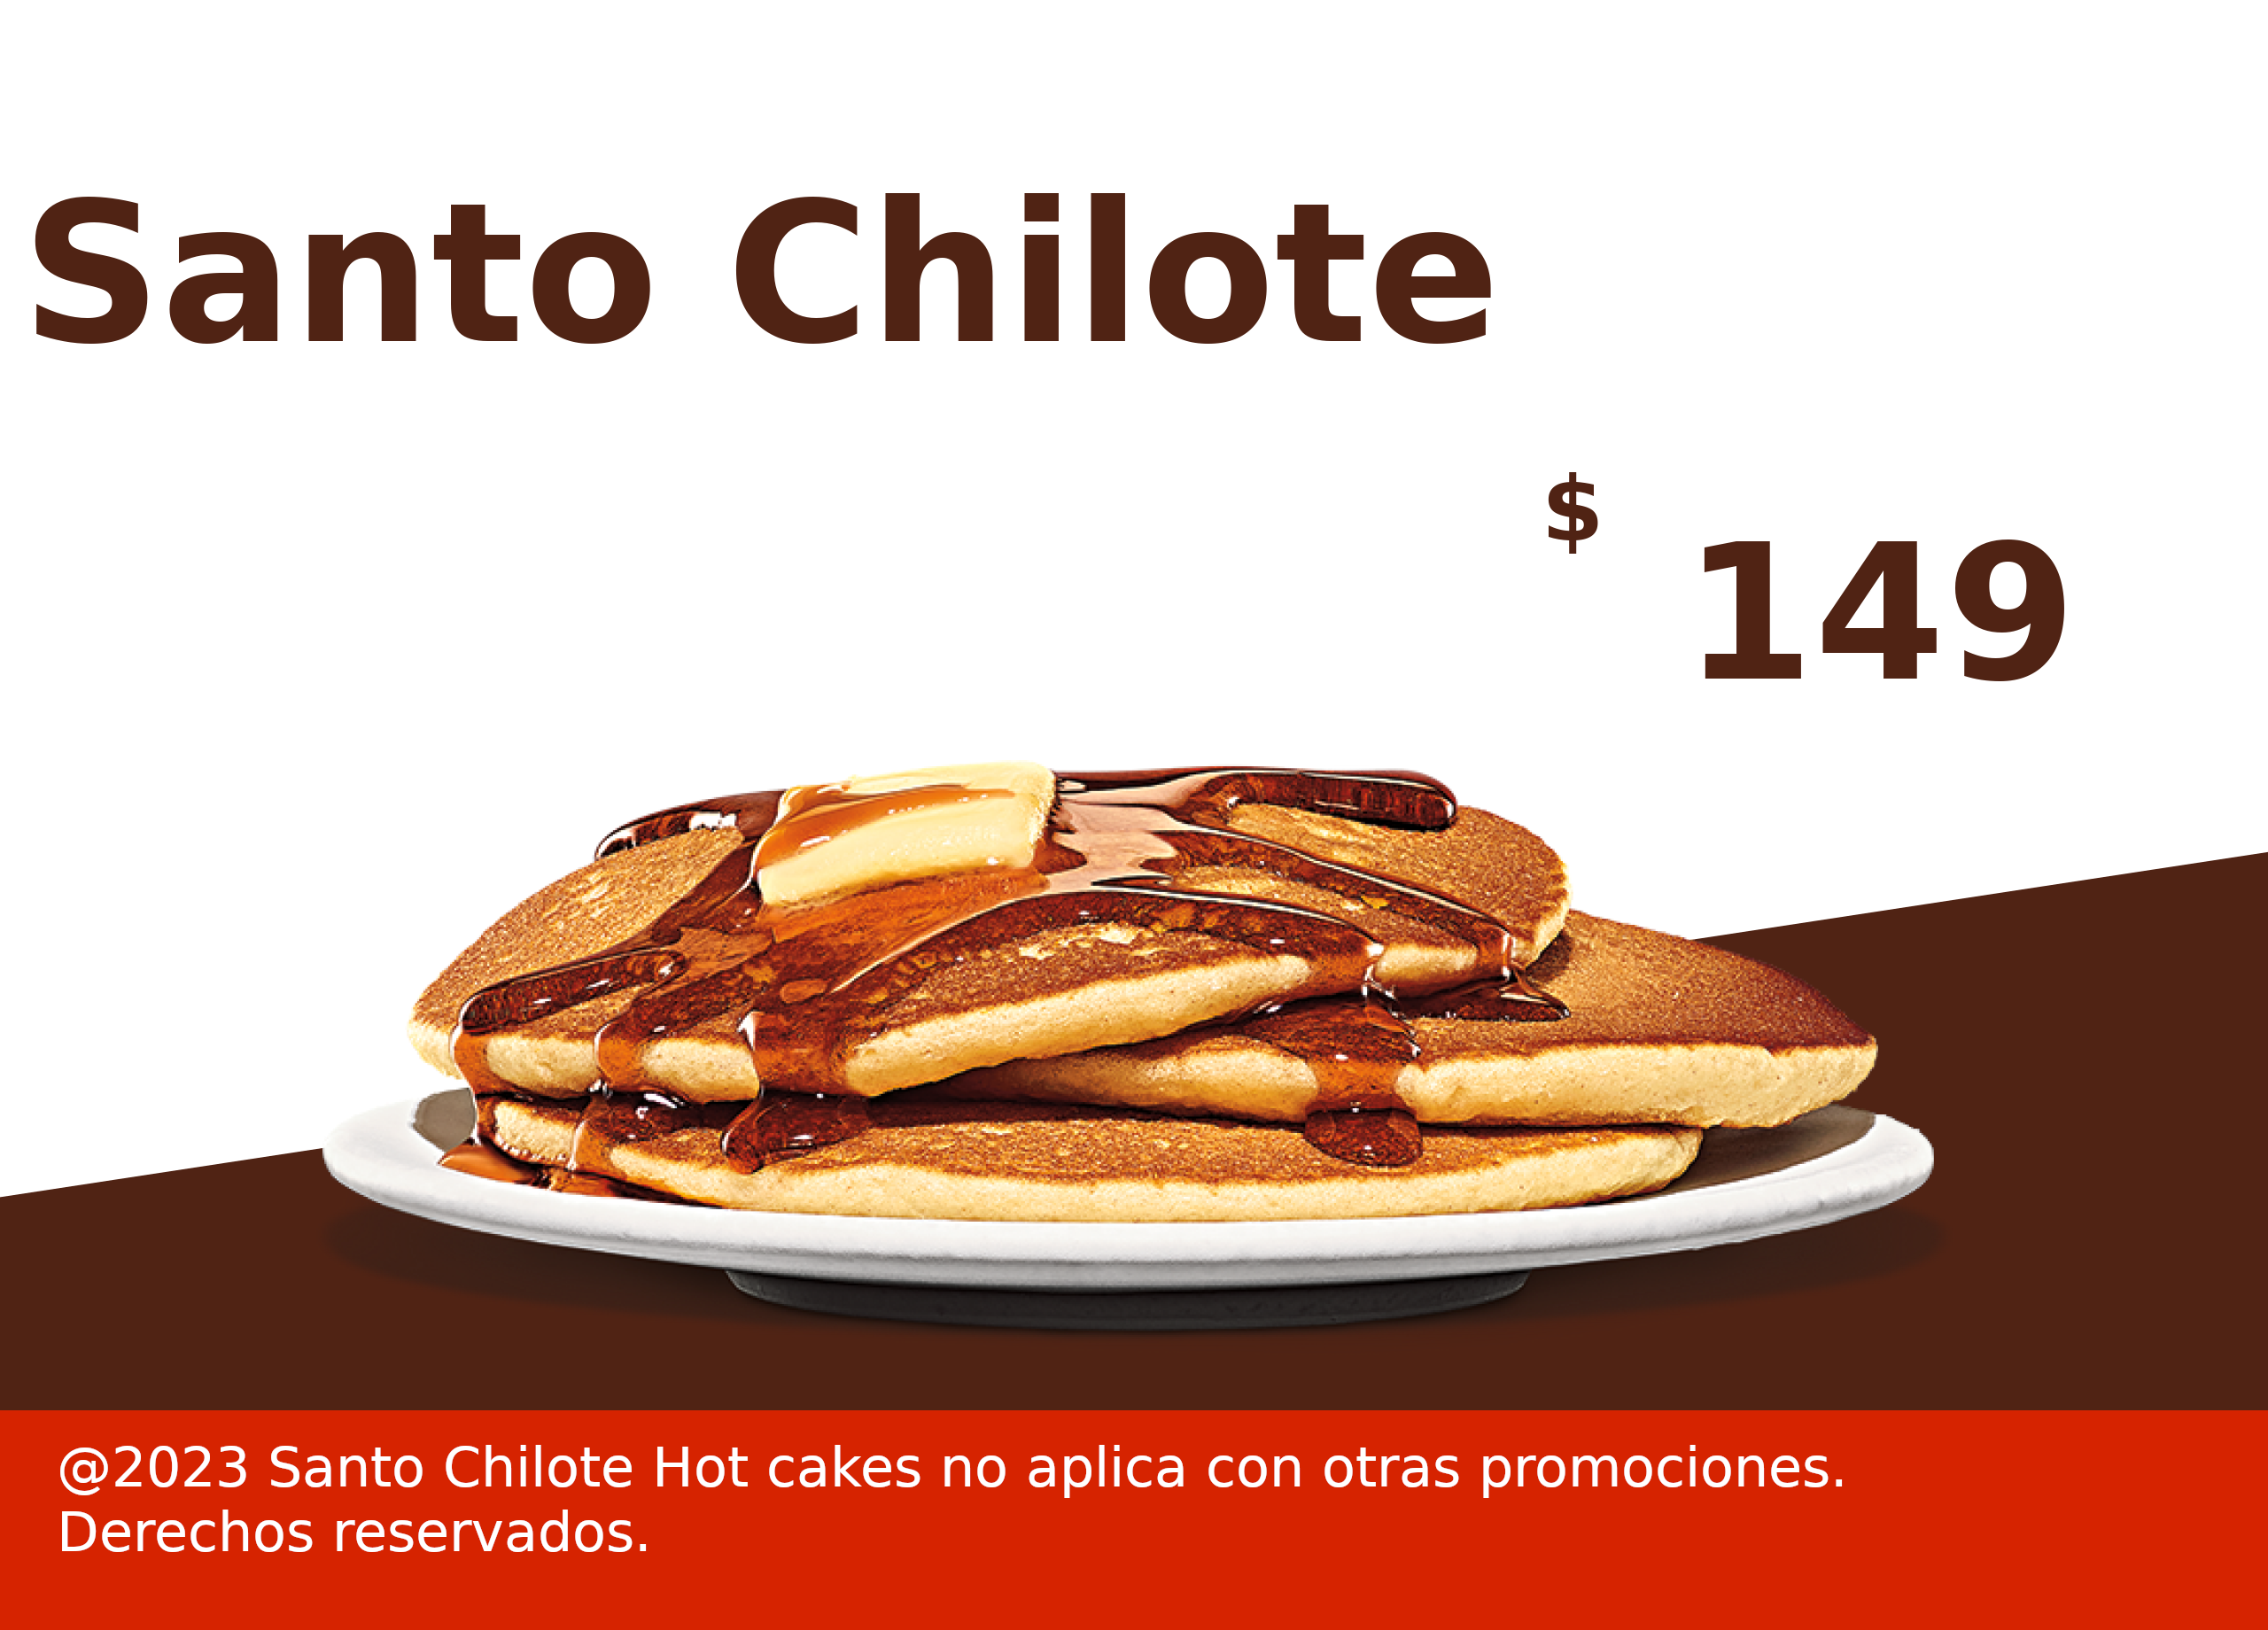 Santo Chilote
$
149
@2023 Santo Chilote Hot cakes no aplica con otras promociones.
Derechos reservados.